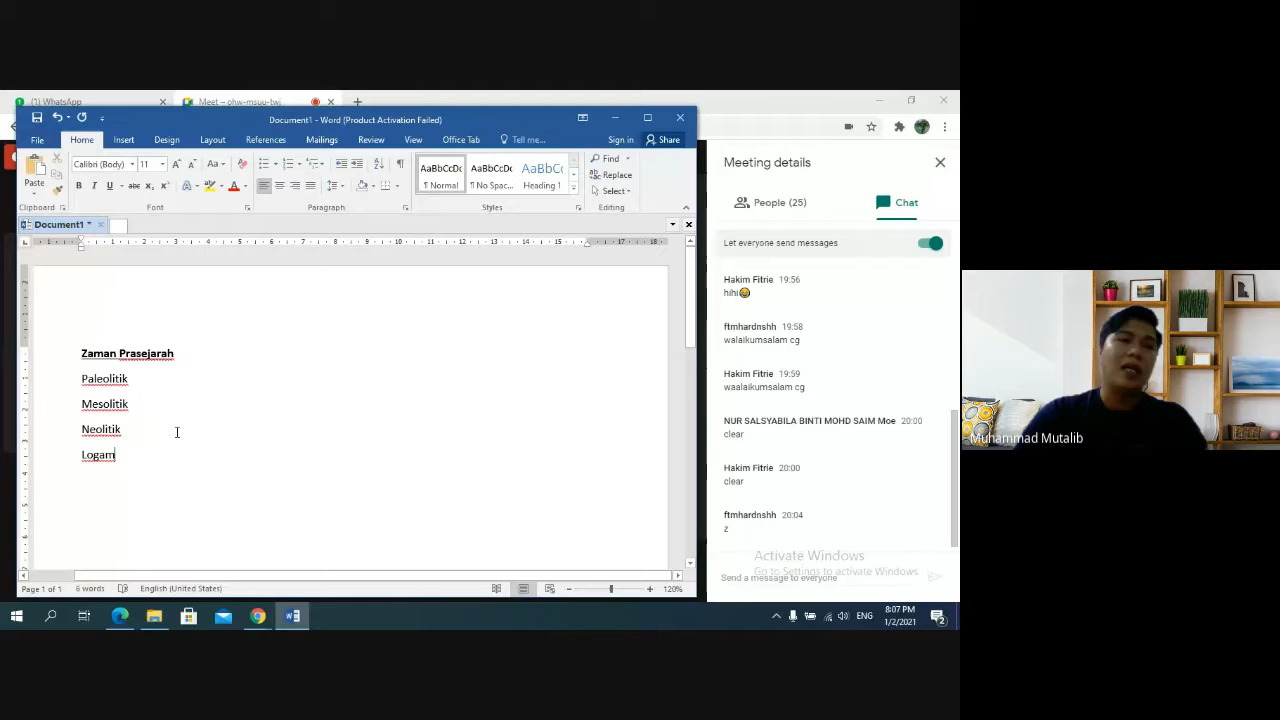 (1) WhatsApp
Meet – ohw-msuu-twj
Document1 - Word (Product Activation Failed)
File Home Insert Design Layout References Mailings Review View Office Tab Tell me... Sign in Share
Paste
Calibri (Body) 11
AaBbCcDc AaBbCcDc AaBbCc
¶ Normal ¶ No Spac... Heading 1
Find
Replace
Select
Clipboard Font Paragraph Styles Editing
Document1 *
Zaman Prasejarah
Paleolitik
Mesolitik
Neolitik
Logam
Page 1 of 1 6 words English (United States) 120%
Meeting details
People (25) Chat
Let everyone send messages
Hakim Fitrie 19:56
hihi😂
ftmhardnshh 19:58
walaikumsalam cg
Hakim Fitrie 19:59
waalaikumsalam cg
NUR SALSYABILA BINTI MOHD SAIM Moe 20:00
clear
Hakim Fitrie 20:00
clear
ftmhardnshh 20:04
z
Activate Windows
Go to Settings to activate Windows.
Send a message to everyone
ENG
8:07 PM
1/2/2021
2
Muhammad Mutalib